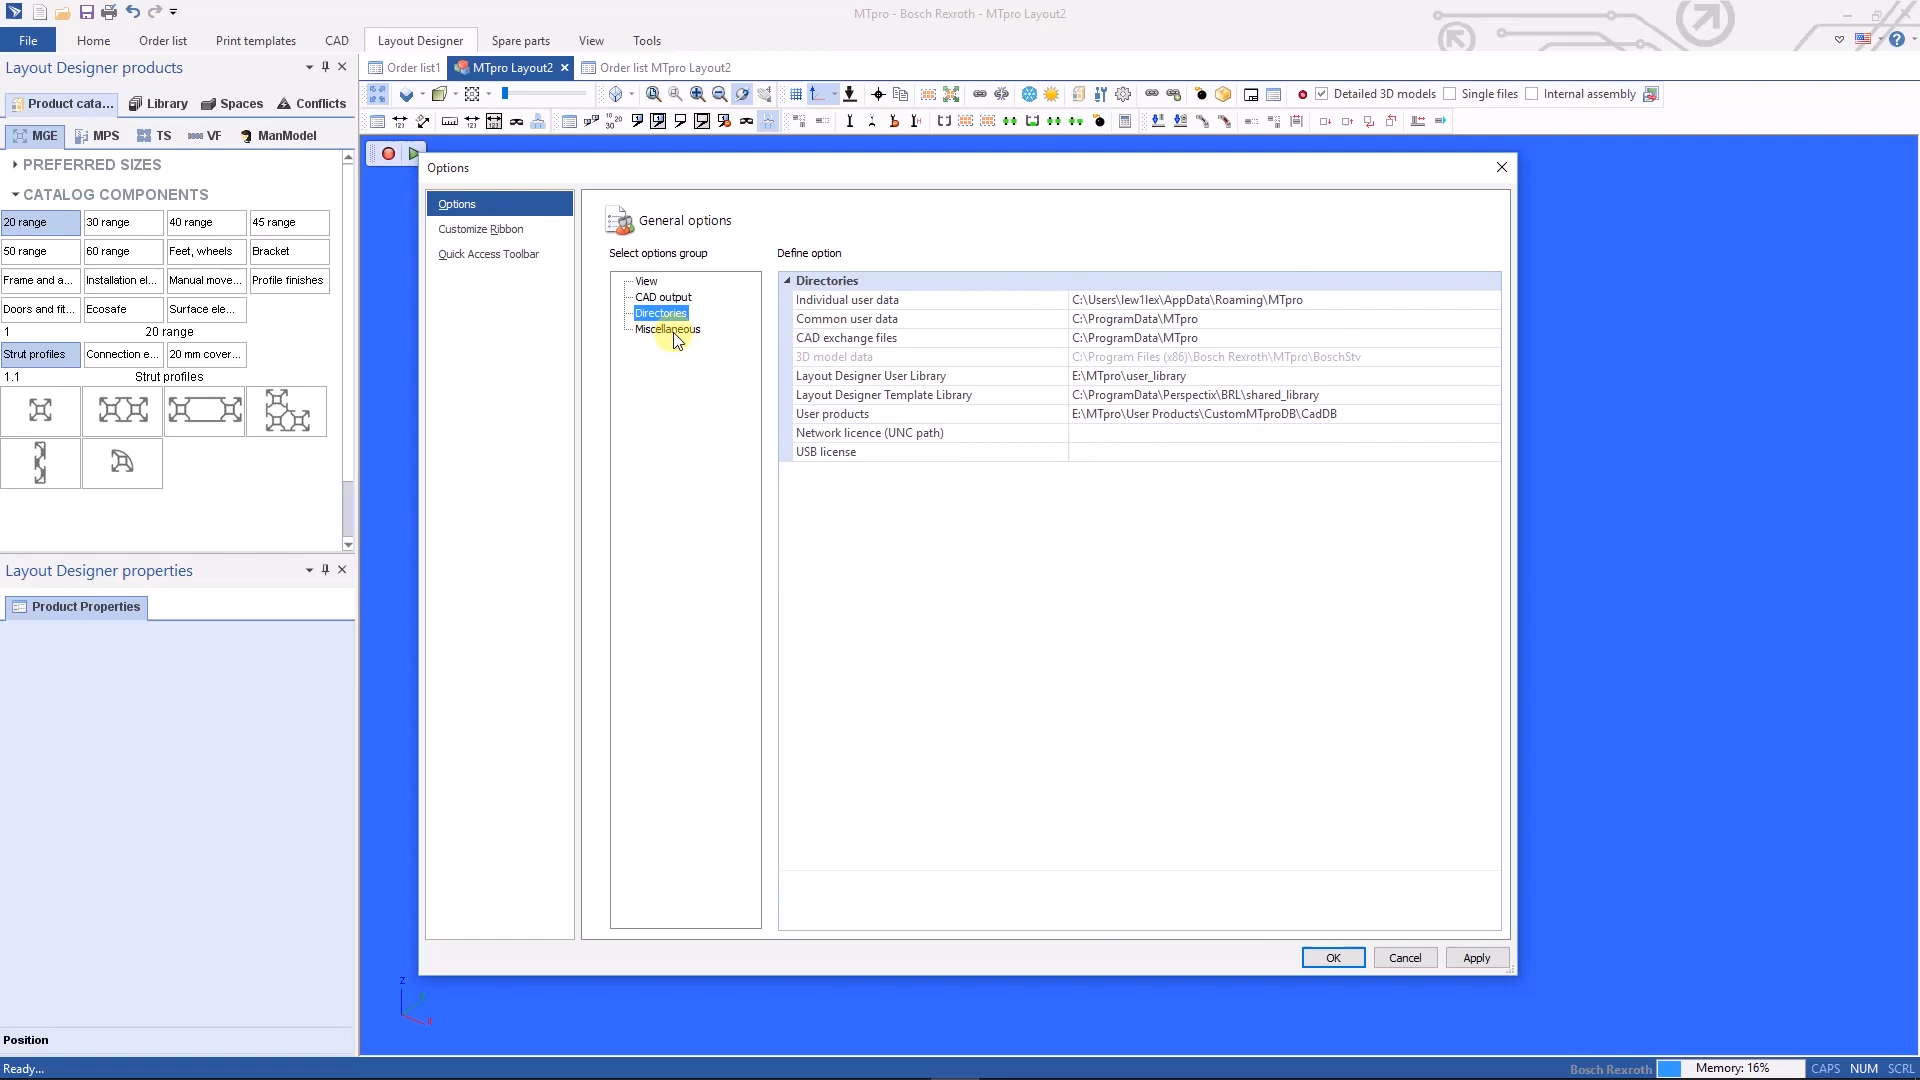 MTpro - Bosch Rexroth - MTpro Layout2
File Home Order list Print templates CAD Layout Designer Spare parts View Tools
Layout Designer products
Order list1 MTpro Layout2 Order list MTpro Layout2
Product cata... Library Spaces Conflicts
Detailed 3D models Single files Internal assembly
MGE MPS TS VF ManModel
PREFERRED SIZES
CATALOG COMPONENTS
20 range 30 range 40 range 45 range
50 range 60 range Feet, wheels Bracket
Frame and a... Installation el... Manual move... Profile finishes
Doors and fit... Ecosafe Surface ele...
1 20 range
Strut profiles Connection e... 20 mm cover...
1.1 Strut profiles
Layout Designer properties
Product Properties
Position
Options
Options
Customize Ribbon
Quick Access Toolbar
General options
Select options group
View
CAD output
Directories
Miscellaneous
Define option
Directories
Individual user data C:\Users\lew1lex\AppData\Roaming\MTpro
Common user data C:\ProgramData\MTpro
CAD exchange files C:\ProgramData\MTpro
3D model data C:\Program Files (x86)\Bosch Rexroth\MTpro\BoschStv
Layout Designer User Library E:\MTpro\user_library
Layout Designer Template Library C:\ProgramData\Perspectix\BRL\shared_library
User products E:\MTpro\User Products\CustomMTproDB\CadDB
Network licence (UNC path)
USB license
OK Cancel Apply
Z
Ready... Bosch Rexroth Memory: 16% CAPS NUM SCRL